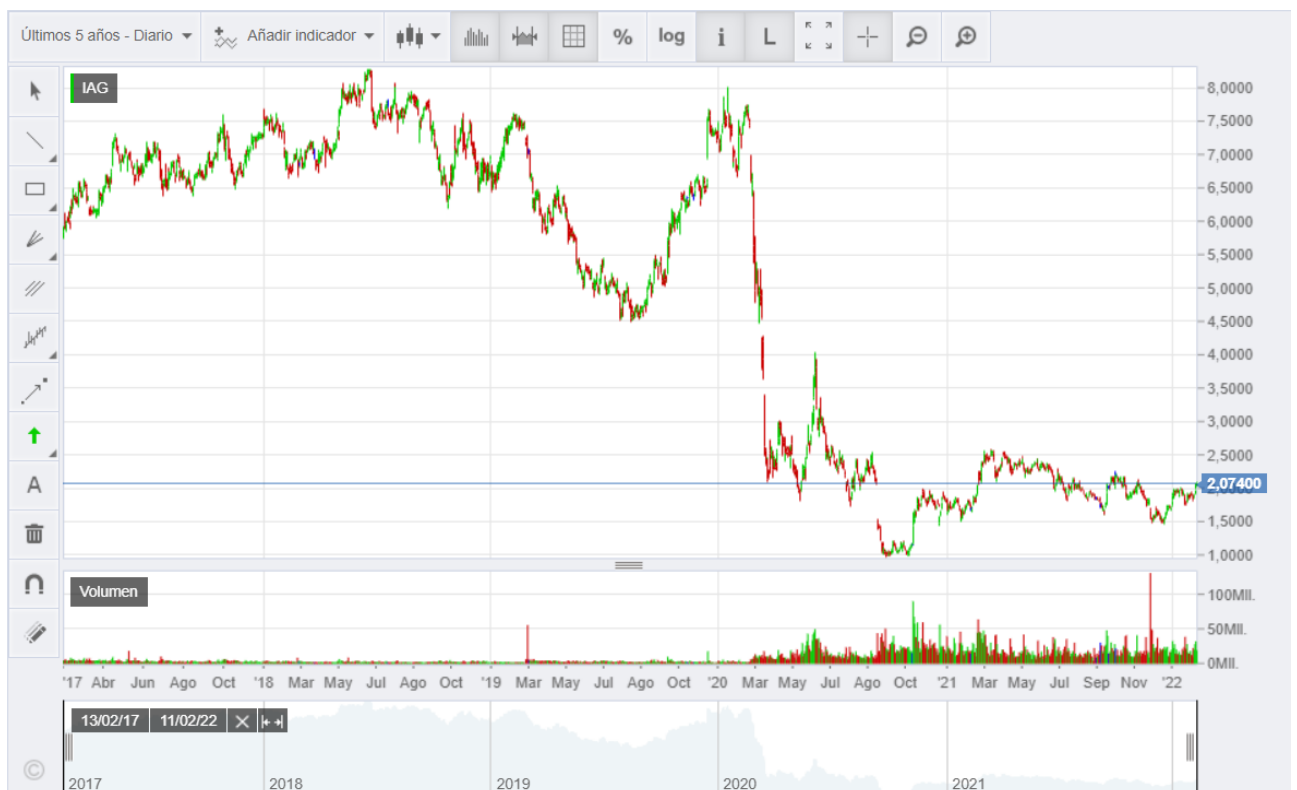 Últimos 5 años - Diario Añadir indicador % log i L
IAG
8,0000
7,5000
7,0000
6,5000
6,0000
5,5000
5,0000
4,5000
4,0000
3,5000
3,0000
2,5000
2,07400
1,5000
1,0000
A
Volumen
100Mll.
50Mll.
0Mll.
'17 Abr Jun Ago Oct '18 Mar May Jul Ago Oct '19 Mar May Jul Ago Oct '20 Mar May Jul Ago Oct '21 Mar May Jul Sep Nov '22
13/02/17 11/02/22
©
2017 2018 2019 2020 2021